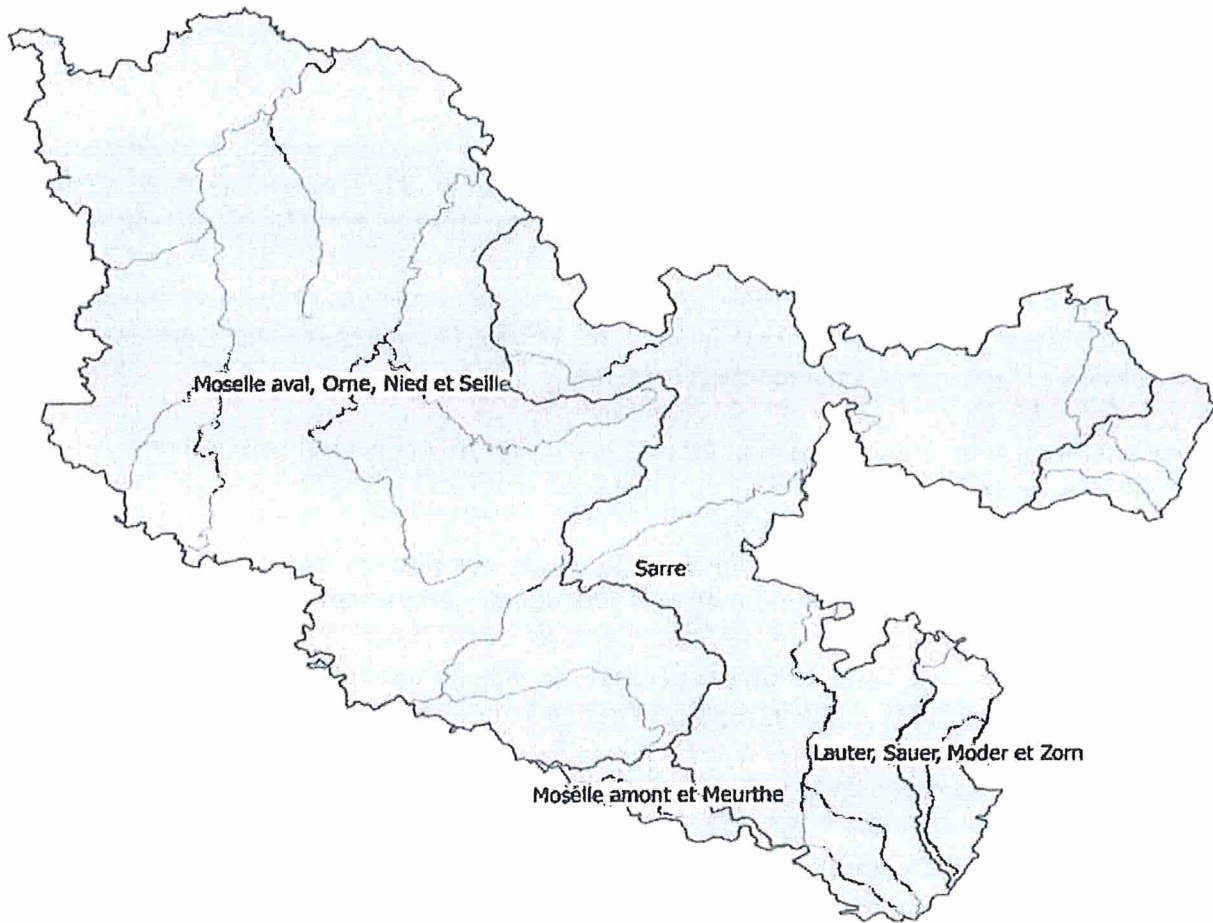 Moselle aval, Orne, Nied et Seille
Sarre
Lauter, Sauer, Moder et Zorn
Moselle amont et Meurthe